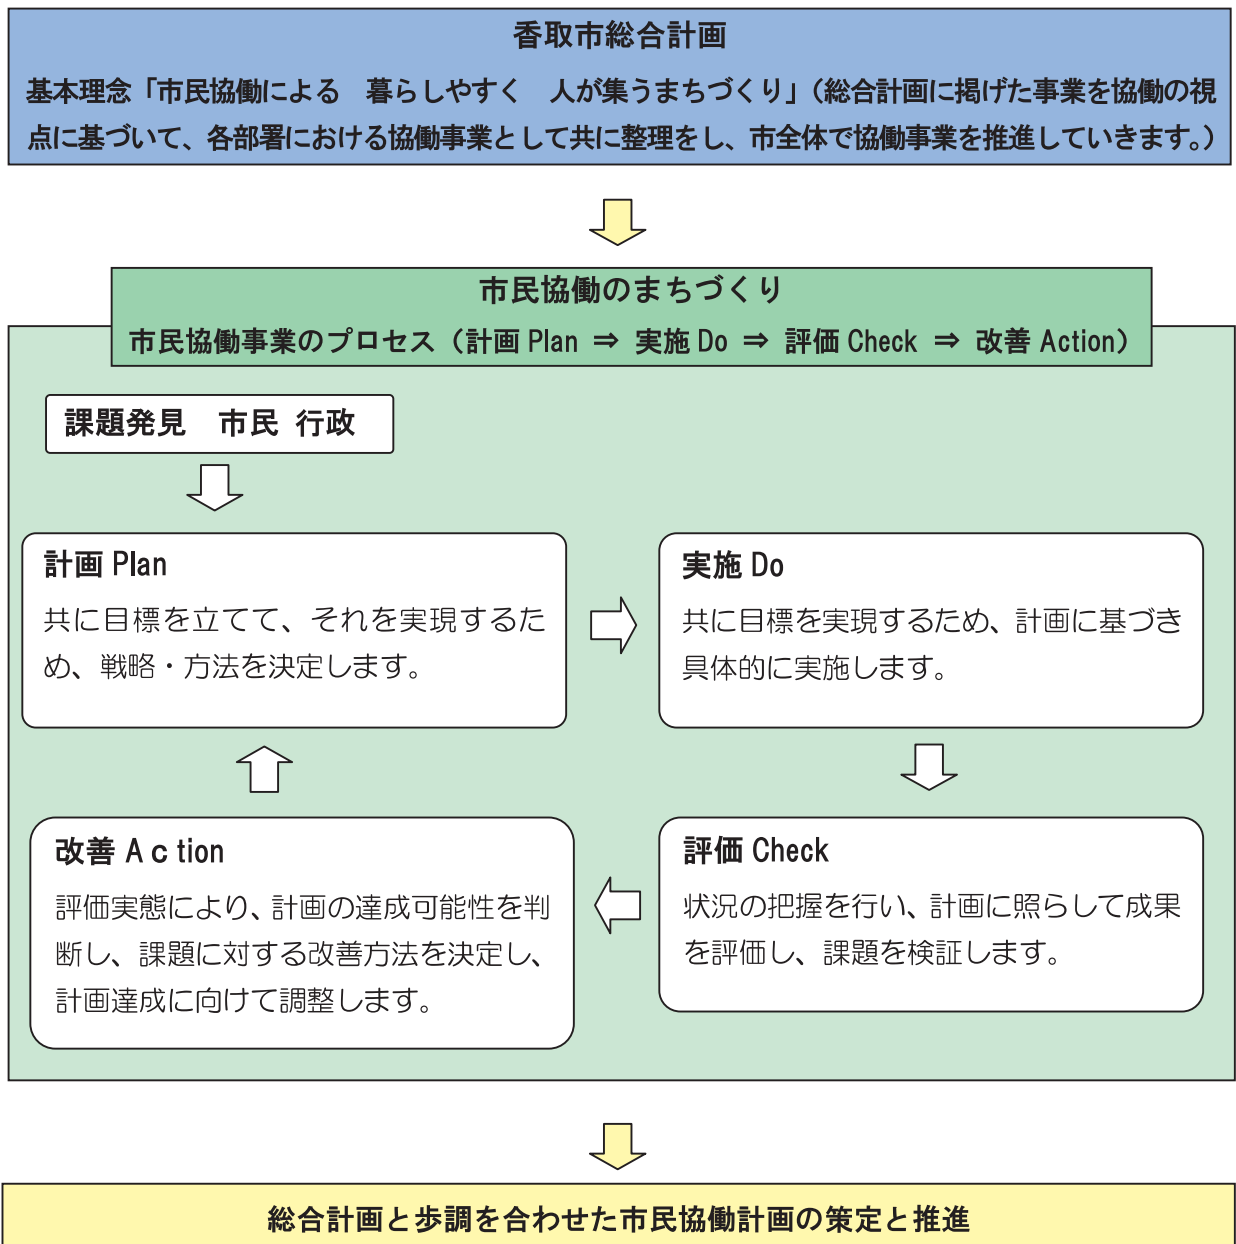 香取市総合計画
基本理念「市民協働による　暮らしやすく　人が集うまちづくり」（総合計画に掲げた事業を協働の視
点に基づいて、各部署における協働事業として共に整理をし、市全体で協働事業を推進していきます。）
市民協働のまちづくり
市民協働事業のプロセス（計画 Plan ⇒ 実施 Do ⇒ 評価 Check ⇒ 改善 Action）
課題発見　市民 行政
計画 Plan
共に目標を立てて、それを実現するた
め、戦略・方法を決定します。
実施 Do
共に目標を実現するため、計画に基づき
具体的に実施します。
改善 Aｃtion
評価実態により、計画の達成可能性を判
断し、課題に対する改善方法を決定し、
計画達成に向けて調整します。
評価 Check
状況の把握を行い、計画に照らして成果
を評価し、課題を検証します。
総合計画と歩調を合わせた市民協働計画の策定と推進